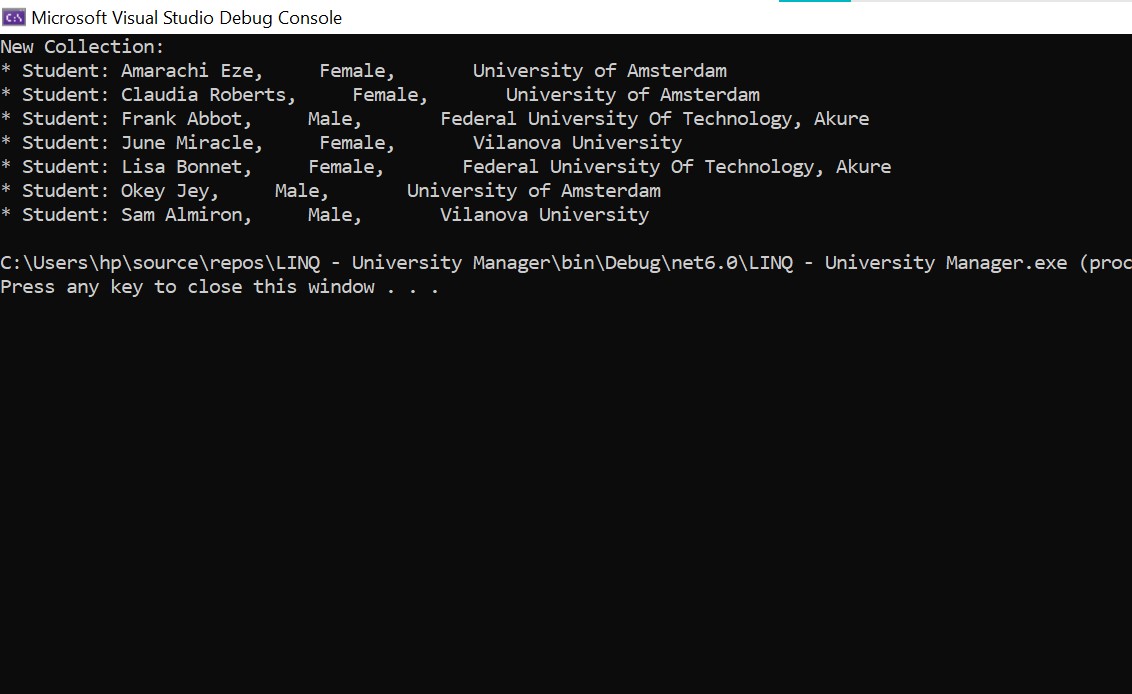 Microsoft Visual Studio Debug Console
New Collection:
* Student: Amarachi Eze,     Female,       University of Amsterdam
* Student: Claudia Roberts,     Female,       University of Amsterdam
* Student: Frank Abbot,     Male,       Federal University Of Technology, Akure
* Student: June Miracle,     Female,       Vilanova University
* Student: Lisa Bonnet,     Female,       Federal University Of Technology, Akure
* Student: Okey Jey,     Male,       University of Amsterdam
* Student: Sam Almiron,     Male,       Vilanova University
C:\Users\hp\source\repos\LINQ - University Manager\bin\Debug\net6.0\LINQ - University Manager.exe (proc
Press any key to close this window . . .